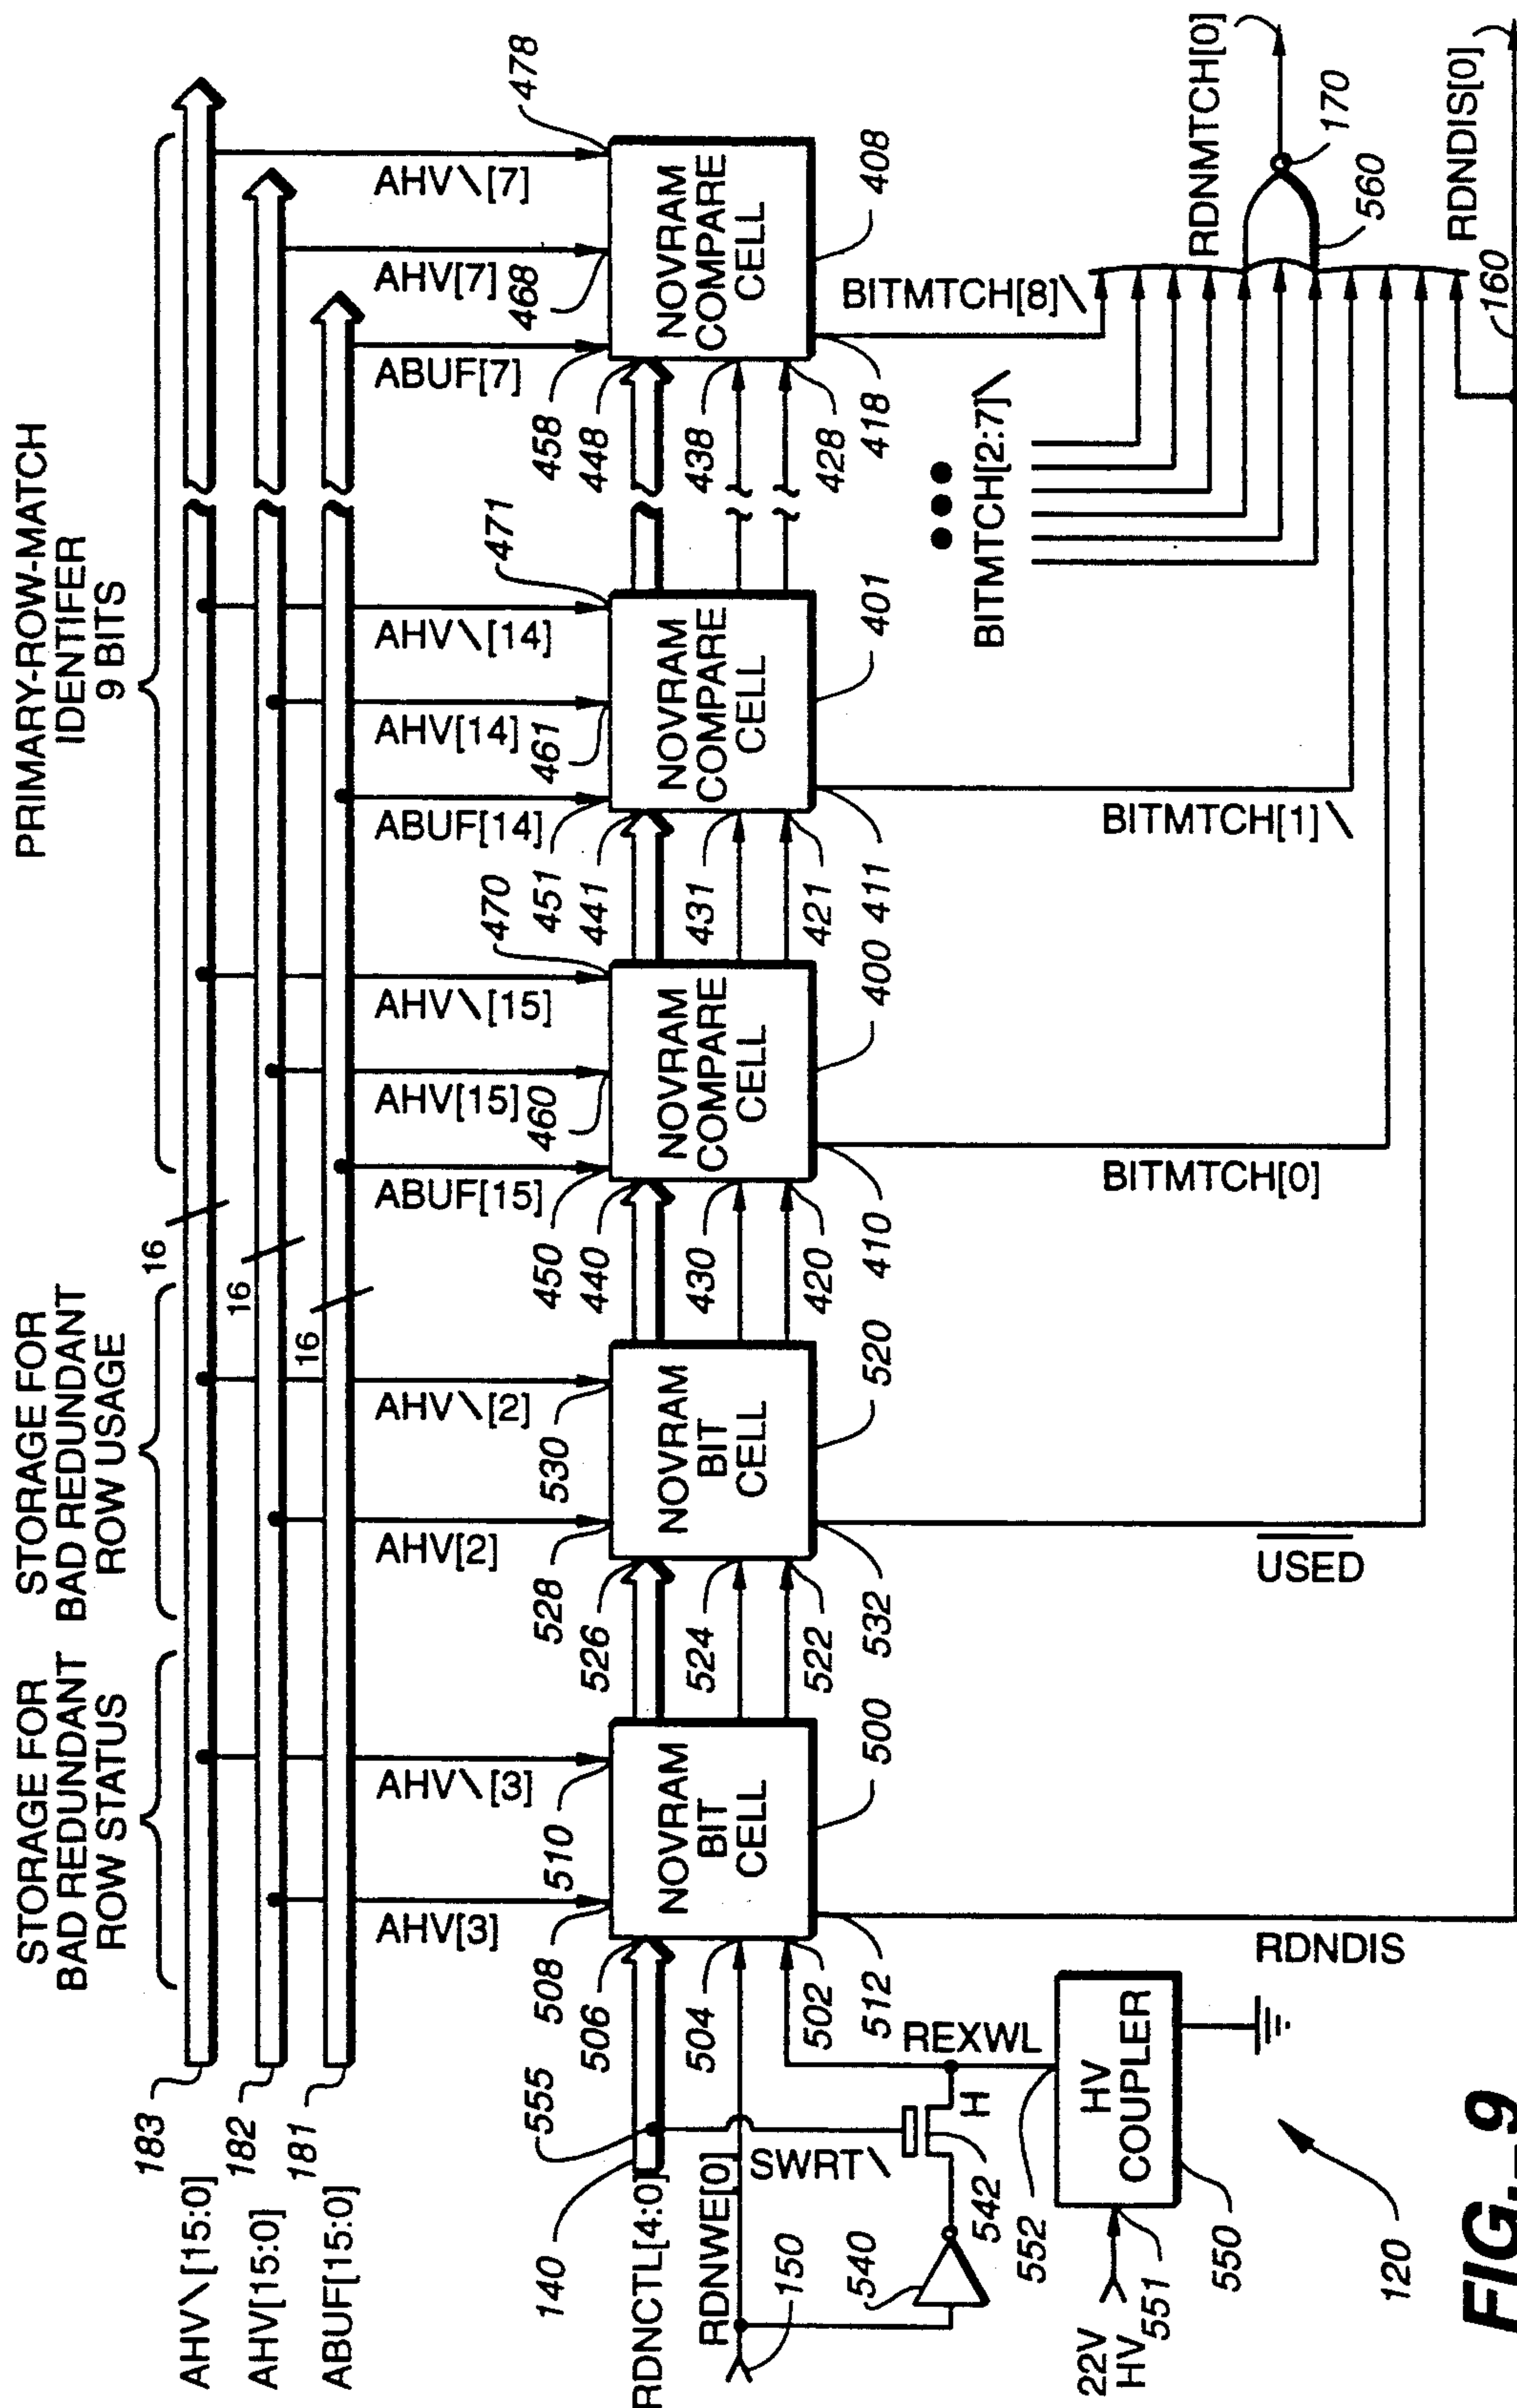 STORAGE FOR
BAD REDUNDANT
ROW STATUS
STORAGE FOR
BAD REDUNDANT
ROW USAGE
PRIMARY-ROW-MATCH
IDENTIFER
9 BITS
AHV\[15:0]
183
AHV[15:0]
182
ABUF[15:0]
181
16
16
16
AHV[3]
AHV\[3]
AHV[2]
AHV\[2]
ABUF[15]
AHV[15]
AHV\[15]
ABUF[14]
AHV[14]
AHV\[14]
ABUF[7]
AHV[7]
AHV\[7]
508
510
528
530
450
460
470
451
461
471
458
468
478
RDNCTL[4:0]
140
555
506
526
440
441
448
NOVRAM
BIT
CELL
NOVRAM
BIT
CELL
NOVRAM
COMPARE
CELL
NOVRAM
COMPARE
CELL
NOVRAM
COMPARE
CELL
RDNWE[0]
150
504
524
430
431
438
SWRT\
502
522
420
421
428
540
542
H
REXWL
512
500
532
520
410
400
411
401
418
408
22V
HV
551
552
HV
COUPLER
550
RDNDIS
USED
BITMTCH[0]
BITMTCH[1]\
BITMTCH[2:7]\
BITMTCH[8]\
RDNMTCH[0]
170
560
RDNDIS[0]
160
120
FIG._9